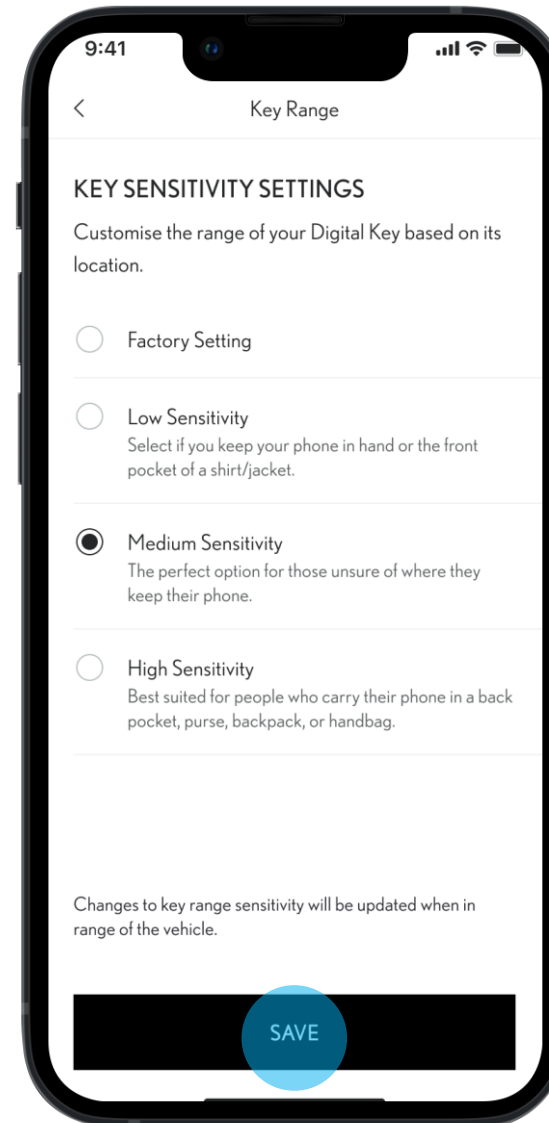 9:41
Key Range
KEY SENSITIVITY SETTINGS
Customise the range of your Digital Key based on its
location.
Factory Setting
Low Sensitivity
Select if you keep your phone in hand or the front
pocket of a shirt/jacket.
Medium Sensitivity
The perfect option for those unsure of where they
keep their phone.
High Sensitivity
Best suited for people who carry their phone in a back
pocket, purse, backpack, or handbag.
Changes to key range sensitivity will be updated when in
range of the vehicle.
SAVE